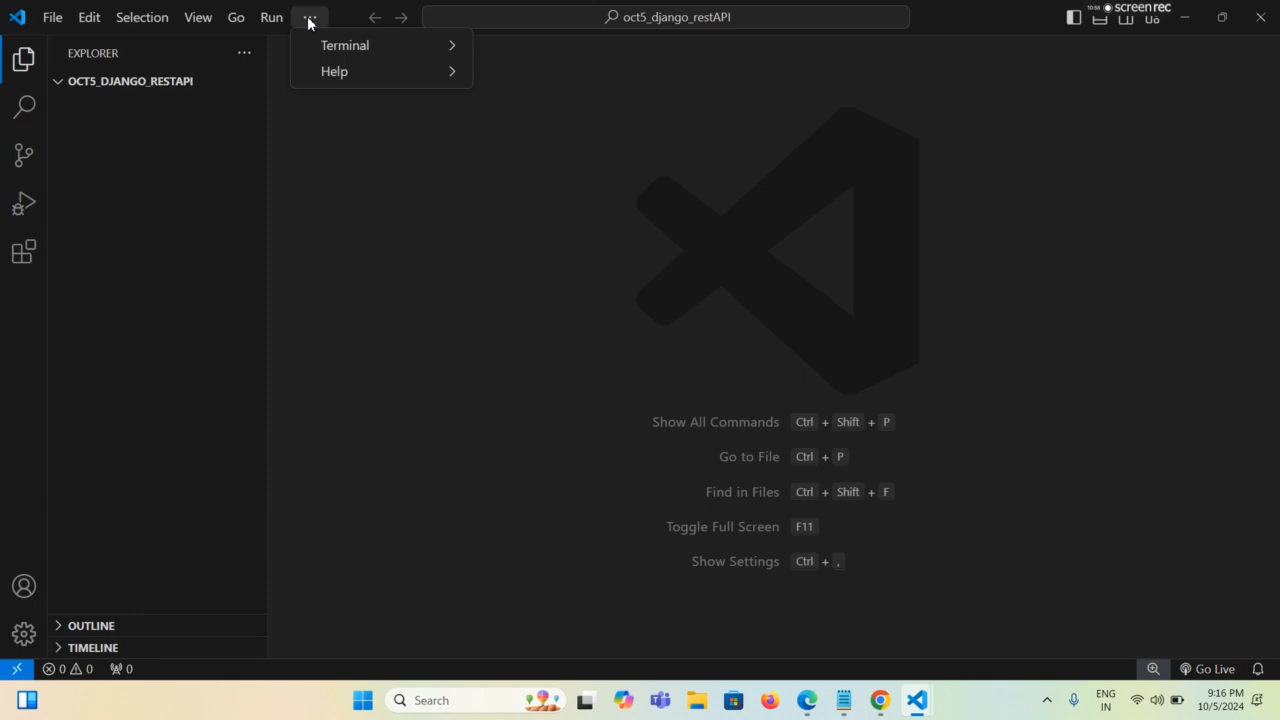 File Edit Selection View Go Run ···
oct5_django_restAPI
10:56 screenrec
EXPLORER
Terminal
OCT5_DJANGO_RESTAPI
Help
Show All Commands Ctrl + Shift + P
Go to File Ctrl + P
Find in Files Ctrl + Shift + F
Toggle Full Screen F11
Show Settings Ctrl + ,
OUTLINE
TIMELINE
0 0 0 Go Live
Search
ENG
IN
9:16 PM
10/5/2024